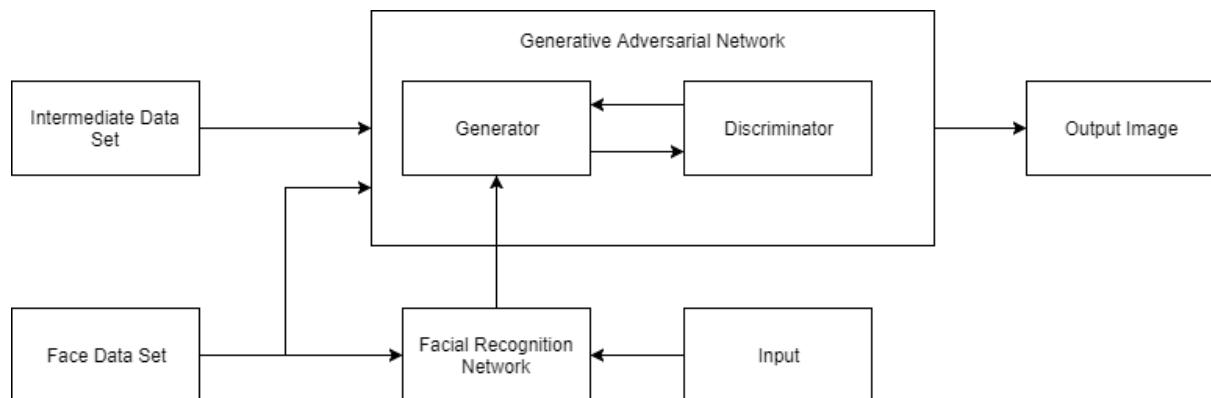 Generative Adversarial Network
Intermediate Data
Set
Generator
Discriminator
Output Image
Face Data Set
Facial Recognition
Network
Input